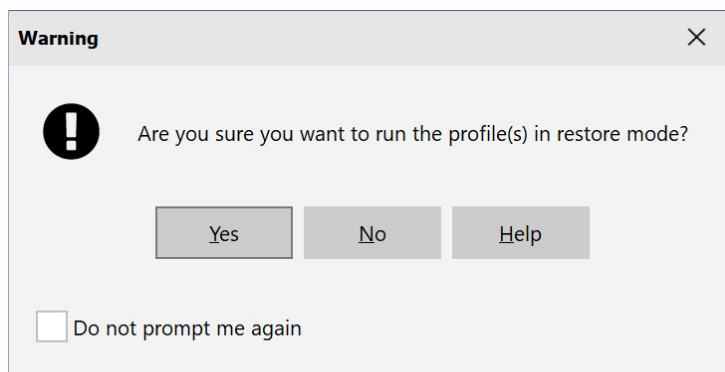 Warning
Are you sure you want to run the profile(s) in restore mode?
Yes No Help
Do not prompt me again